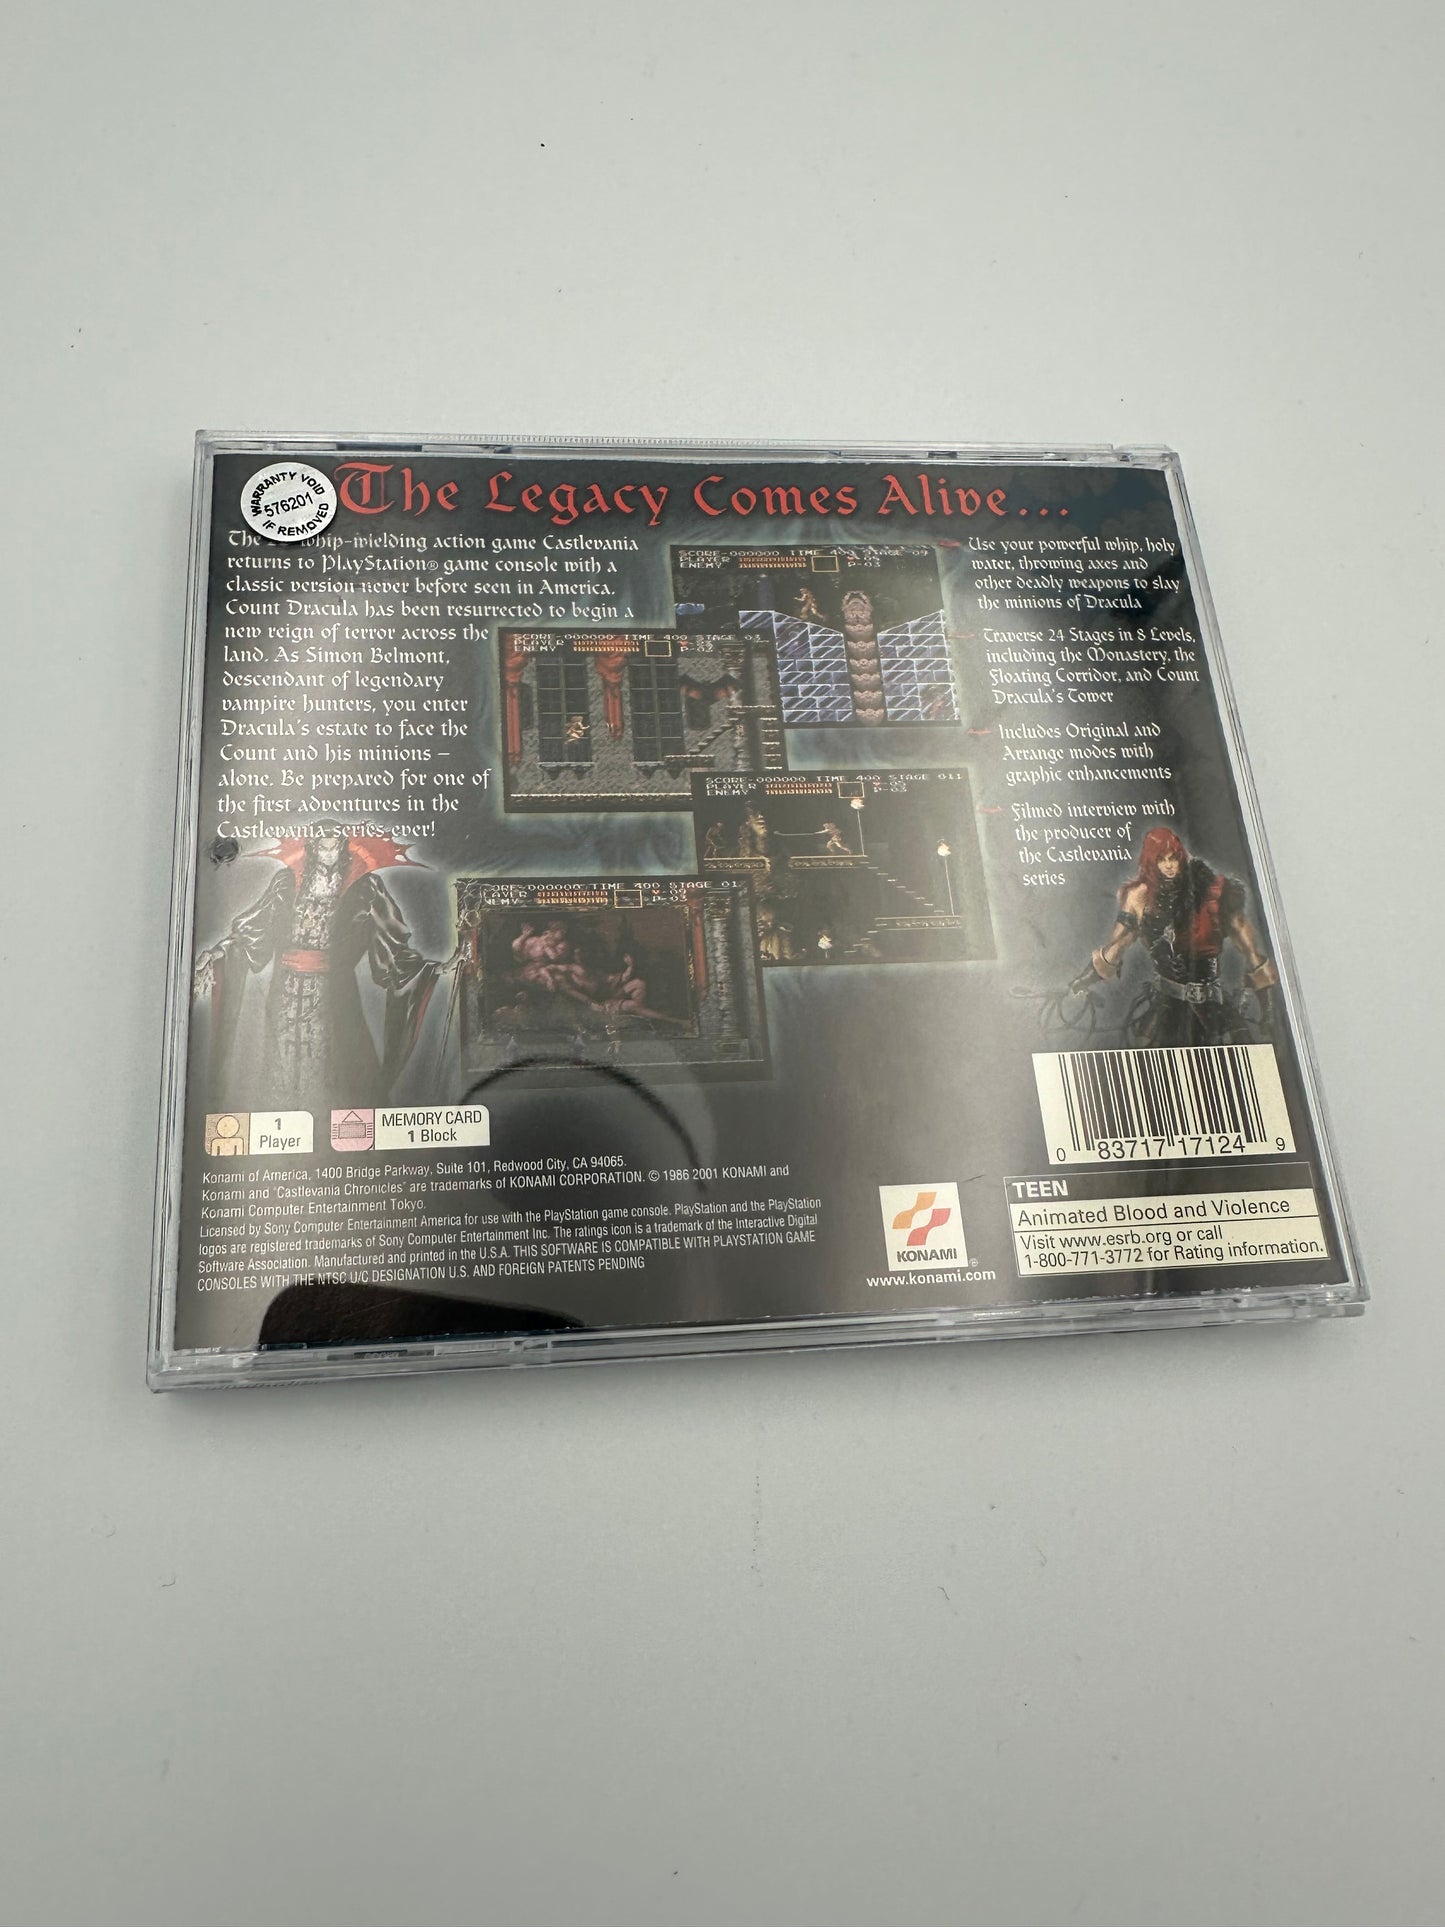 WARRANTY VOID
576201
IF REMOVED
The Legacy Comes Alive...
The whip-wielding action game Castlevania
returns to PlayStation® game console with a
classic version never before seen in America.
Count Dracula has been resurrected to begin a
new reign of terror across the
land. As Simon Belmont,
descendant of legendary
vampire hunters, you enter
Dracula's estate to face the
Count and his minions –
alone. Be prepared for one of
the first adventures in the
Castlevania series ever!
SCORE-000000 TIME 400 STAGE 09
PLAYER
ENEMY P-03
SCORE-000000 TIME 400 STAGE 03
PLAYER
ENEMY
SCORE-000000 TIME 400 STAGE 011
PLAYER
ENEMY P-03
ORE-000000 TIME 400 STAGE 01
LAYER
NEMY P-03
Use your powerful whip, holy
water, throwing axes and
other deadly weapons to slay
the minions of Dracula
Traverse 24 Stages in 8 Levels,
including the Monastery, the
Floating Corridor, and Count
Dracula's Tower
Includes Original and
Arrange modes with
graphic enhancements
Filmed interview with
the producer of
the Castlevania
series
1
Player
MEMORY CARD
1 Block
0 83717 17124 9
Konami of America, 1400 Bridge Parkway, Suite 101, Redwood City, CA 94065.
Konami and "Castlevania Chronicles" are trademarks of KONAMI CORPORATION. © 1986 2001 KONAMI and
Konami Computer Entertainment Tokyo.
Licensed by Sony Computer Entertainment America for use with the PlayStation game console. PlayStation and the PlayStation
logos are registered trademarks of Sony Computer Entertainment Inc. The ratings icon is a trademark of the Interactive Digital
Software Association. Manufactured and printed in the U.S.A. THIS SOFTWARE IS COMPATIBLE WITH PLAYSTATION GAME
CONSOLES WITH THE NTSC U/C DESIGNATION U.S. AND FOREIGN PATENTS PENDING
KONAMI®
www.konami.com
TEEN
Animated Blood and Violence
Visit www.esrb.org or call
1-800-771-3772 for Rating information.